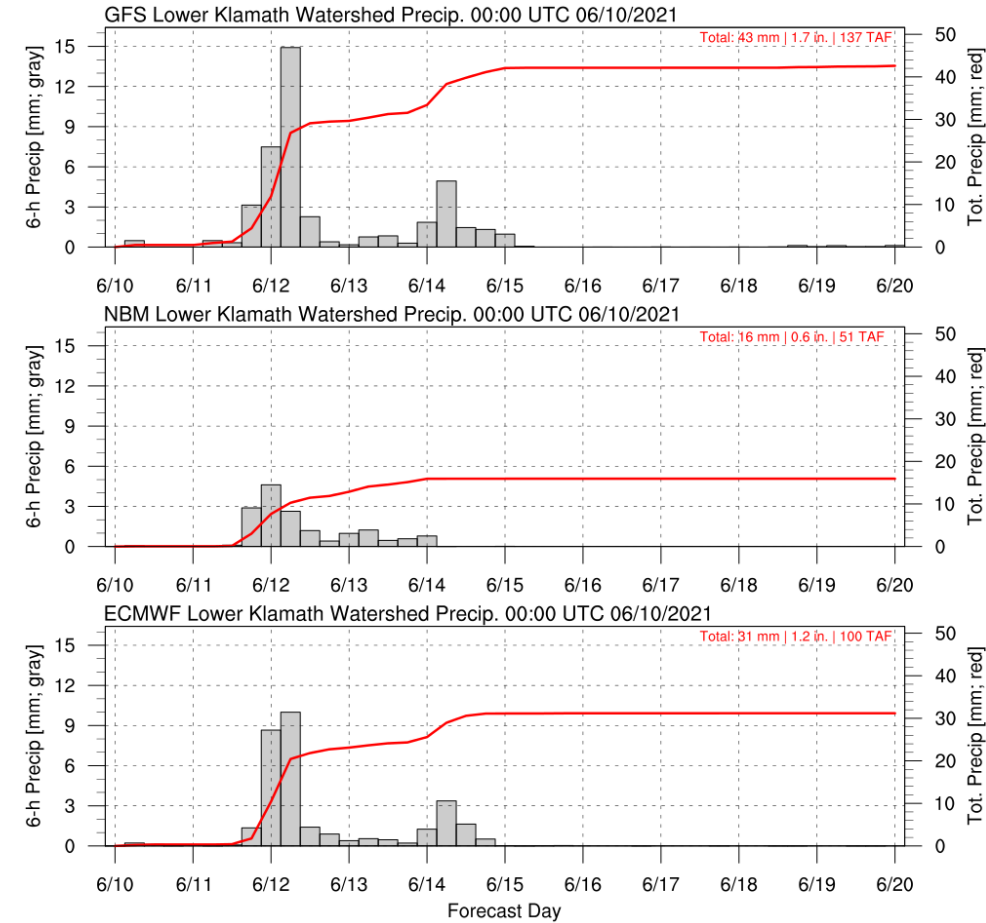 GFS Lower Klamath Watershed Precip. 00:00 UTC 06/10/2021
Total: 43 mm | 1.7 in. | 137 TAF
6-h Precip [mm; gray]
15
12
9
6
3
0
50
40
30
20
10
0
Tot. Precip [mm; red]
6/10 6/11 6/12 6/13 6/14 6/15 6/16 6/17 6/18 6/19 6/20
NBM Lower Klamath Watershed Precip. 00:00 UTC 06/10/2021
Total: 16 mm | 0.6 in. | 51 TAF
6-h Precip [mm; gray]
15
12
9
6
3
0
50
40
30
20
10
0
Tot. Precip [mm; red]
6/10 6/11 6/12 6/13 6/14 6/15 6/16 6/17 6/18 6/19 6/20
ECMWF Lower Klamath Watershed Precip. 00:00 UTC 06/10/2021
Total: 31 mm | 1.2 in. | 100 TAF
6-h Precip [mm; gray]
15
12
9
6
3
0
50
40
30
20
10
0
Tot. Precip [mm; red]
6/10 6/11 6/12 6/13 6/14 6/15 6/16 6/17 6/18 6/19 6/20
Forecast Day